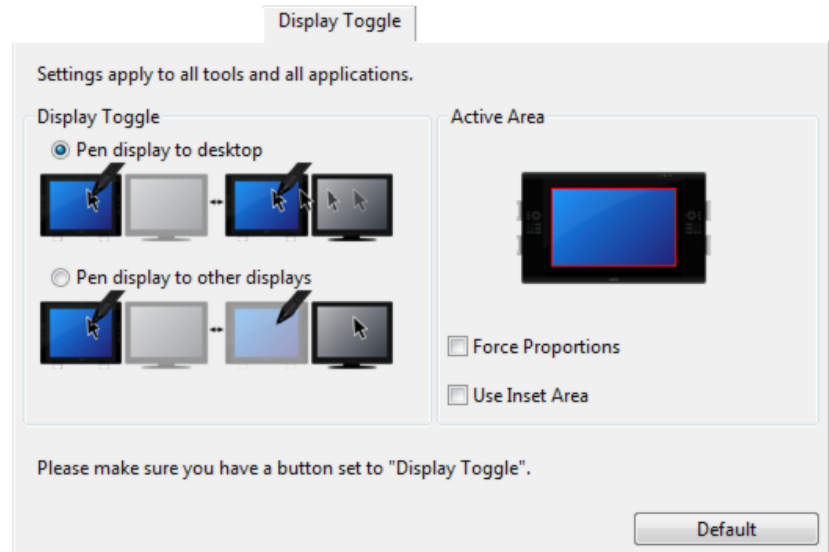 Display Toggle
Settings apply to all tools and all applications.
Display Toggle
Pen display to desktop
Pen display to other displays
Active Area
Force Proportions
Use Inset Area
Please make sure you have a button set to "Display Toggle".
Default